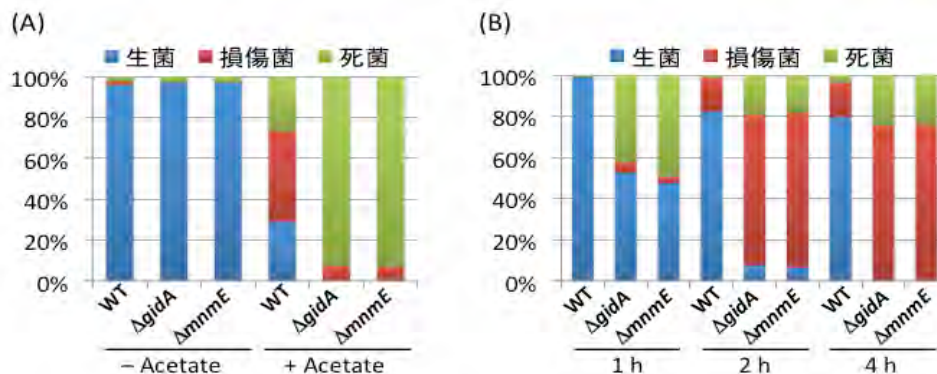 (A)
生菌 損傷菌 死菌
100%
80%
60%
40%
20%
0%
WT ΔgidA ΔmnmE WT ΔgidA ΔmnmE
– Acetate + Acetate
(B)
生菌 損傷菌 死菌
100%
80%
60%
40%
20%
0%
WT ΔgidA ΔmnmE WT ΔgidA ΔmnmE WT ΔgidA ΔmnmE
1 h 2 h 4 h